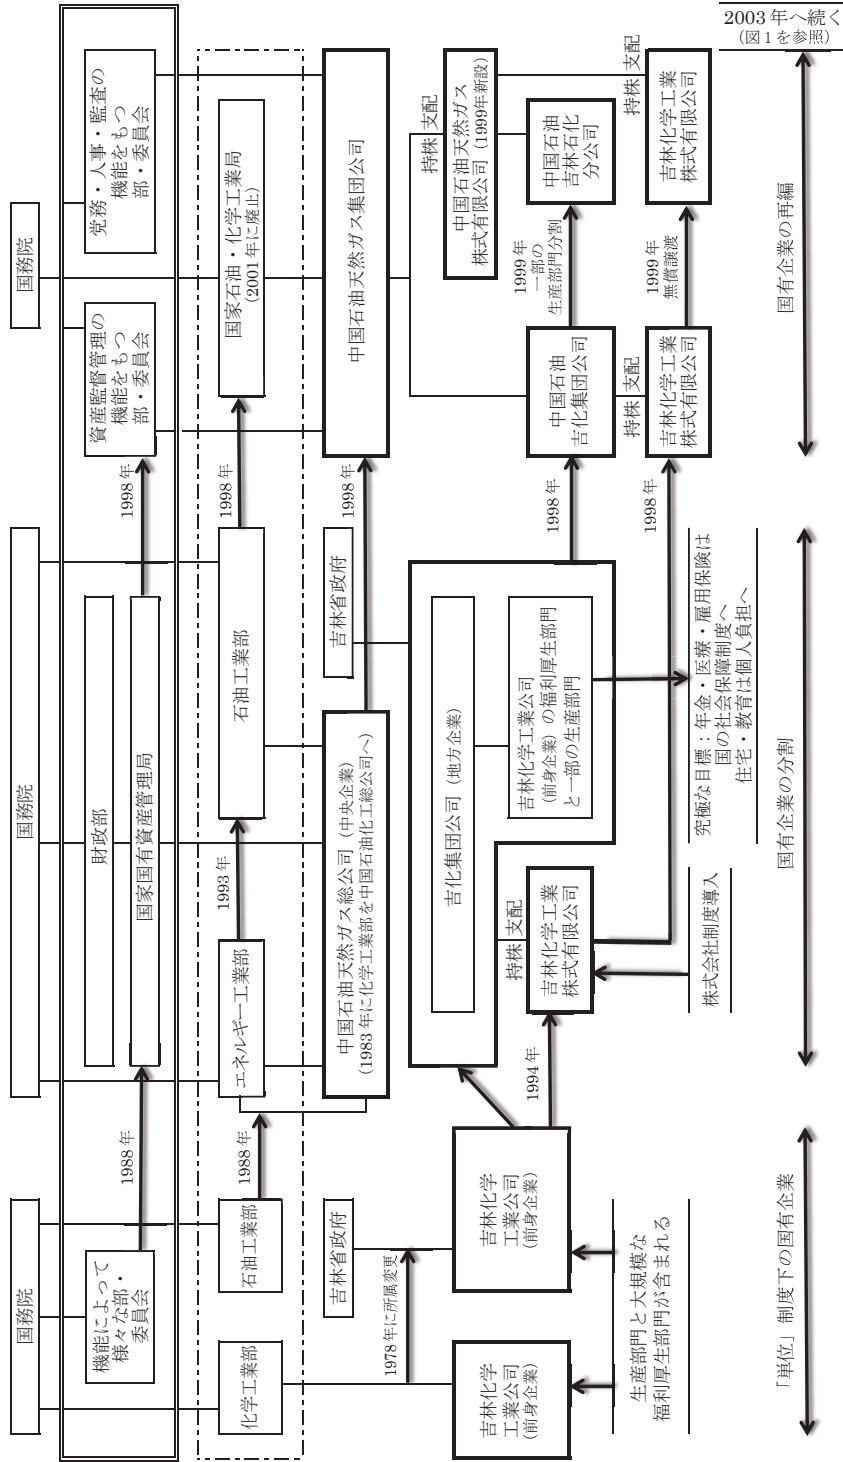 国務院
機能によって
様々な部・
委員会
化学工業部
石油工業部
1988年
1988年
吉林省政府
1978年に所属変更
吉林化学
工業公司
(前身企業)
吉林化学
工業公司
(前身企業)
生産部門と大規模な
福利厚生部門が含まれる
「単位」制度下の国有企業
国務院
財政部
国家国有資産管理局
エネルギー工業部
1993年
石油工業部
中国石油天然ガス総公司(中央企業)
(1983年に化学工業部を中国石油化工総公司へ)
吉林省政府
吉化集団公司(地方企業)
吉林化学工業公司
(前身企業)の福利厚生部門
と一部の生産部門
持株
支配
1994年
吉林化学工業
株式有限公司
株式会社制度導入
究極な目標:年金・医療・雇用保険は
国の社会保障制度へ
住宅・教育は個人負担へ
国有企業の分割
1998年
1998年
1998年
1998年
1998年
国務院
資産監督管理の
機能をもつ
部・委員会
党務・人事・監査の
機能をもつ
部・委員会
国家石油・化学工業局
(2001年に廃止)
中国石油天然ガス集団公司
持株
支配
中国石油天然ガス
株式有限公司(1999年新設)
中国石油
吉化集団公司
1999年
一部の
生産部門分割
中国石油
吉林石化
分公司
持株
支配
持株
支配
吉林化学工業
株式有限公司
1999年
無償譲渡
吉林化学工業
株式有限公司
国有企業の再編
2003年へ続く
(図1を参照)